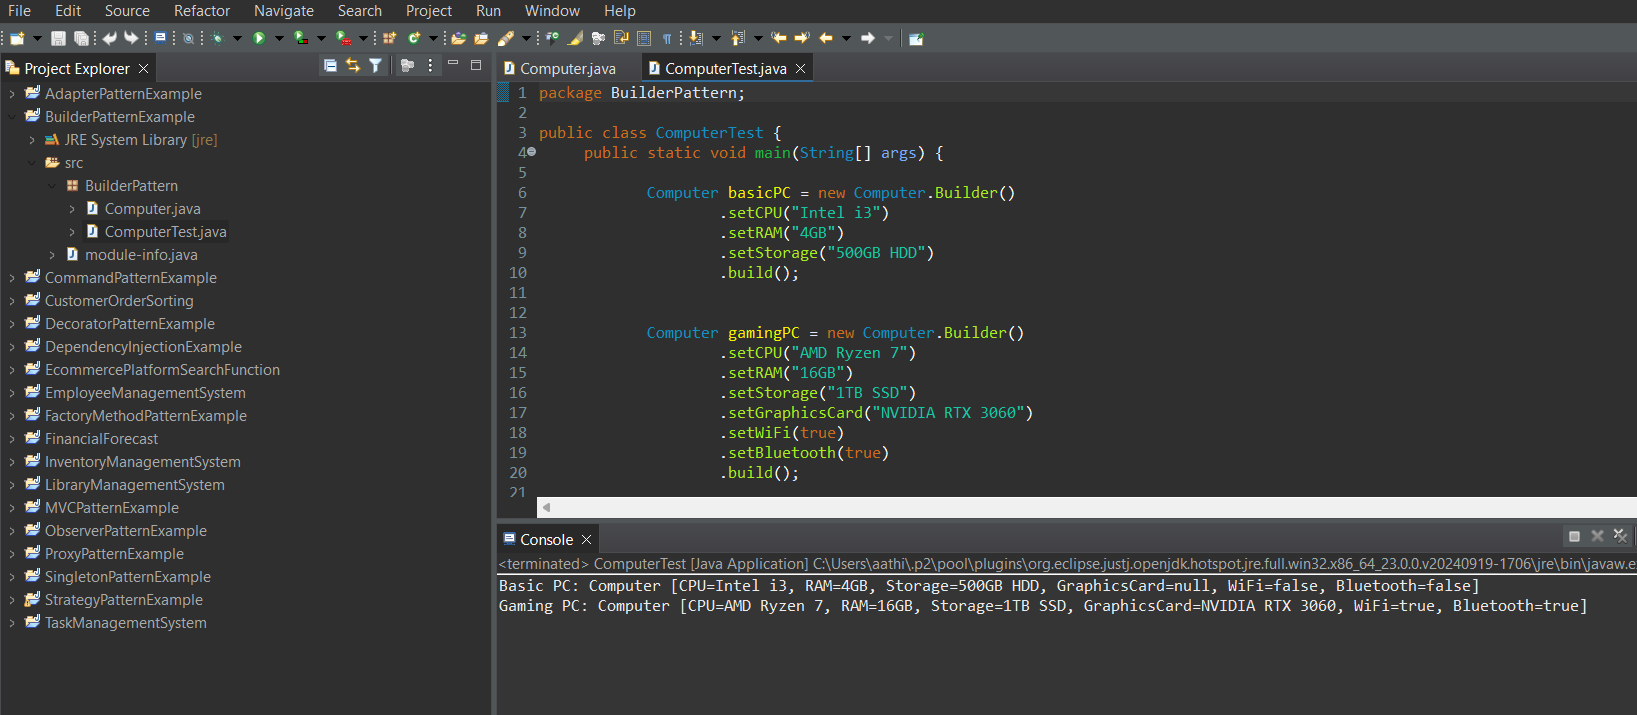 File Edit Source Refactor Navigate Search Project Run Window Help
Project Explorer
AdapterPatternExample
BuilderPatternExample
JRE System Library [jre]
src
BuilderPattern
Computer.java
ComputerTest.java
module-info.java
CommandPatternExample
CustomerOrderSorting
DecoratorPatternExample
DependencyInjectionExample
EcommercePlatformSearchFunction
EmployeeManagementSystem
FactoryMethodPatternExample
FinancialForecast
InventoryManagementSystem
LibraryManagementSystem
MVCPatternExample
ObserverPatternExample
ProxyPatternExample
SingletonPatternExample
StrategyPatternExample
TaskManagementSystem
Computer.java ComputerTest.java
1 package BuilderPattern;
2
3 public class ComputerTest {
4 public static void main(String[] args) {
5
6 Computer basicPC = new Computer.Builder()
7 .setCPU("Intel i3")
8 .setRAM("4GB")
9 .setStorage("500GB HDD")
10 .build();
11
12
13 Computer gamingPC = new Computer.Builder()
14 .setCPU("AMD Ryzen 7")
15 .setRAM("16GB")
16 .setStorage("1TB SSD")
17 .setGraphicsCard("NVIDIA RTX 3060")
18 .setWiFi(true)
19 .setBluetooth(true)
20 .build();
21
Console
<terminated> ComputerTest [Java Application] C:\Users\aathi\.p2\pool\plugins\org.eclipse.justj.openjdk.hotspot.jre.full.win32.x86_64_23.0.0.v20240919-1706\jre\bin\javaw.e
Basic PC: Computer [CPU=Intel i3, RAM=4GB, Storage=500GB HDD, GraphicsCard=null, WiFi=false, Bluetooth=false]
Gaming PC: Computer [CPU=AMD Ryzen 7, RAM=16GB, Storage=1TB SSD, GraphicsCard=NVIDIA RTX 3060, WiFi=true, Bluetooth=true]